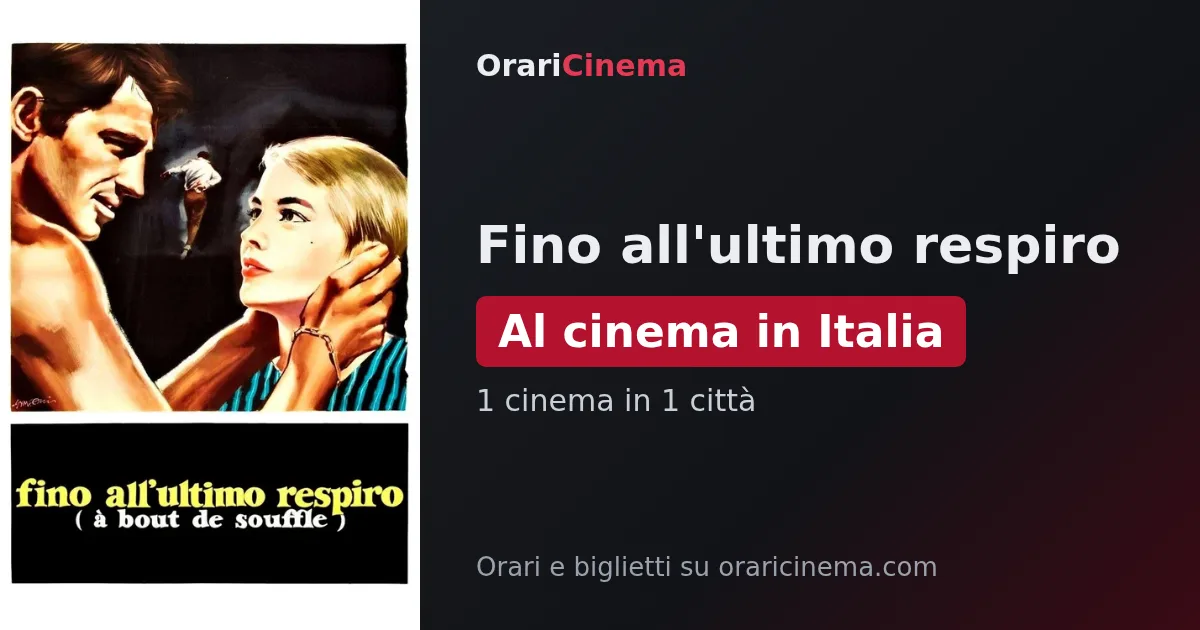 fino all'ultimo respiro
( à bout de souffle )
OrariCinema
Fino all'ultimo respiro
Al cinema in Italia
1 cinema in 1 città
Orari e biglietti su oraricinema.com